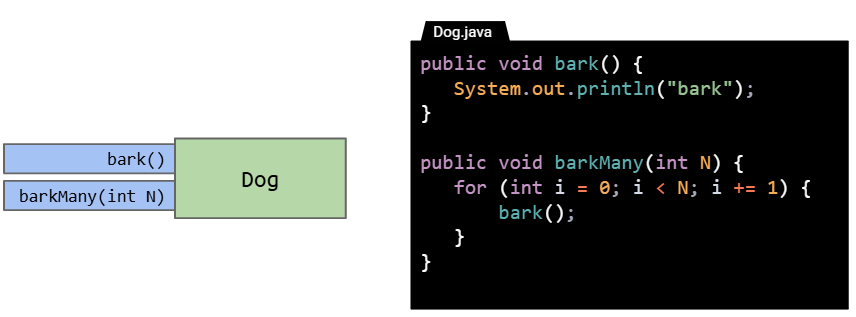 bark()
barkMany(int N)
Dog
Dog.java
public void bark() {
   System.out.println("bark");
}

public void barkMany(int N) {
   for (int i = 0; i < N; i += 1) {
       bark();
   }
}